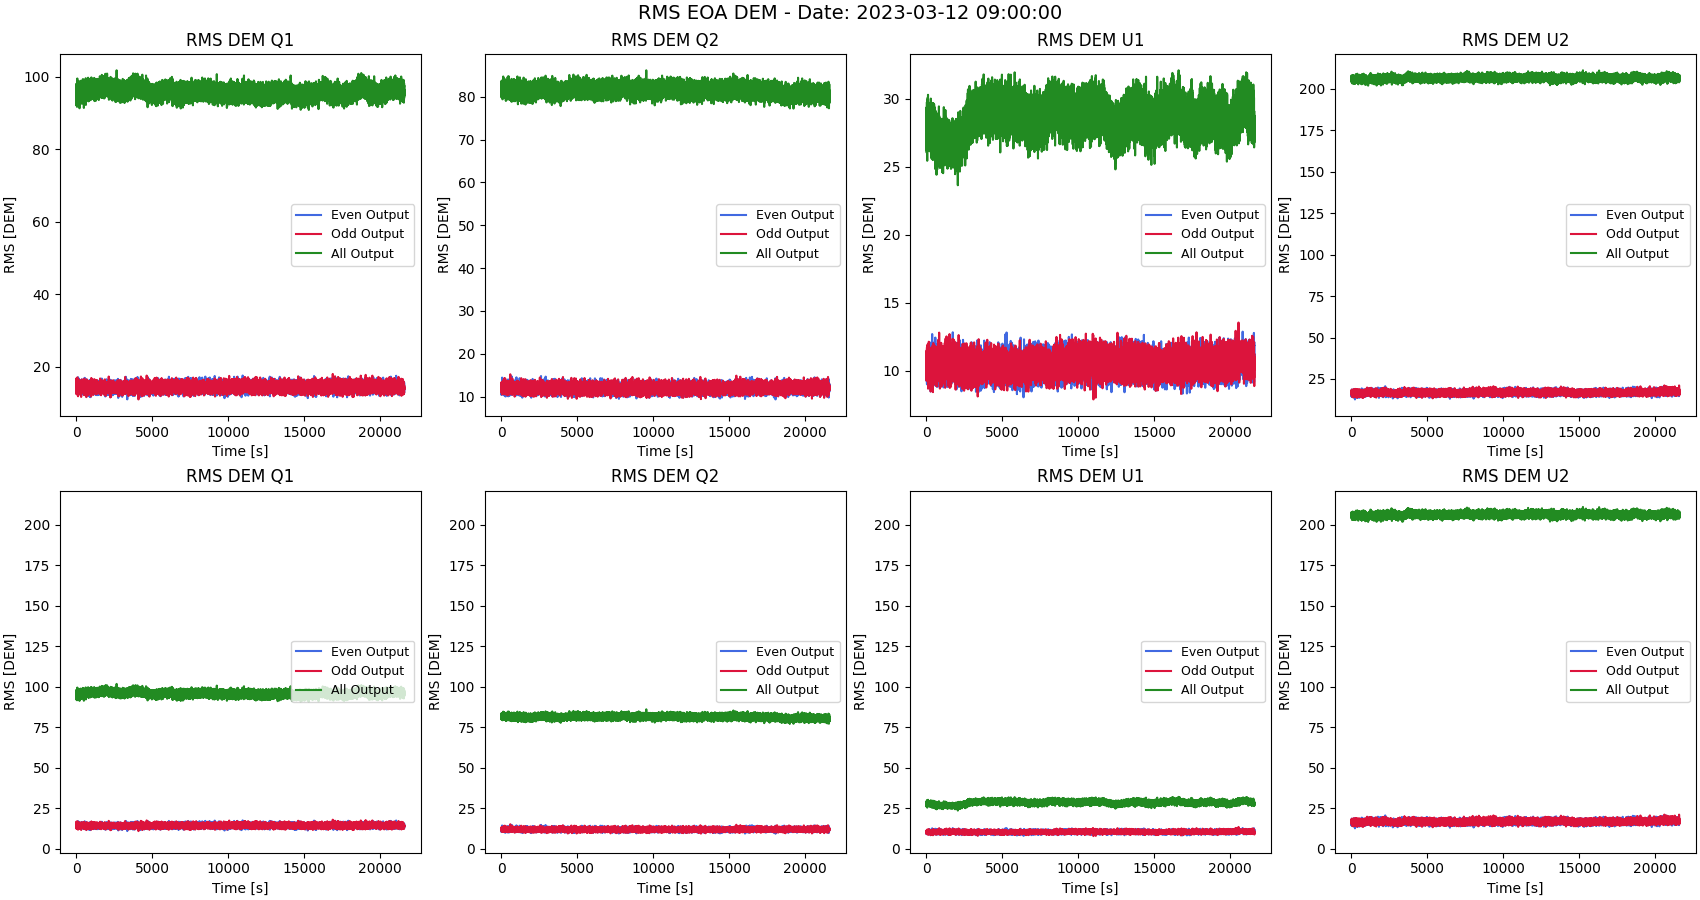 RMS EOA DEM - Date: 2023-03-12 09:00:00
RMS DEM Q1
RMS [DEM]
100
80
60
40
20
0 5000 10000 15000 20000
Time [s]
Even Output
Odd Output
All Output
RMS DEM Q2
RMS [DEM]
80
70
60
50
40
30
20
10
0 5000 10000 15000 20000
Time [s]
Even Output
Odd Output
All Output
RMS DEM U1
RMS [DEM]
30
25
20
15
10
0 5000 10000 15000 20000
Time [s]
Even Output
Odd Output
All Output
RMS DEM U2
RMS [DEM]
200
175
150
125
100
75
50
25
0 5000 10000 15000 20000
Time [s]
Even Output
Odd Output
All Output
RMS DEM Q1
RMS [DEM]
200
175
150
125
100
75
50
25
0
0 5000 10000 15000 20000
Time [s]
Even Output
Odd Output
All Output
RMS DEM Q2
RMS [DEM]
200
175
150
125
100
75
50
25
0
0 5000 10000 15000 20000
Time [s]
Even Output
Odd Output
All Output
RMS DEM U1
RMS [DEM]
200
175
150
125
100
75
50
25
0
0 5000 10000 15000 20000
Time [s]
Even Output
Odd Output
All Output
RMS DEM U2
RMS [DEM]
200
175
150
125
100
75
50
25
0
0 5000 10000 15000 20000
Time [s]
Even Output
Odd Output
All Output